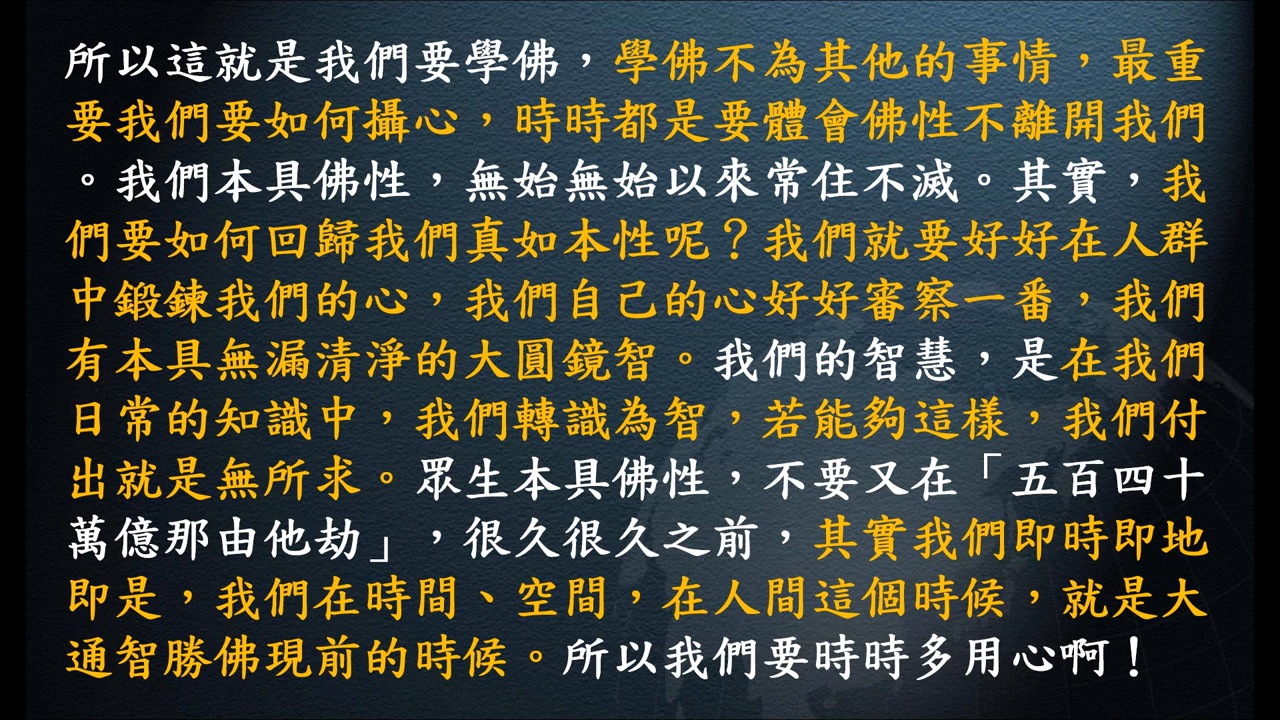 所以這就是我們要學佛，學佛不為其他的事情，最重
要我們要如何攝心，時時都是要體會佛性不離開我們
。我們本具佛性，無始無始以來常住不滅。其實，我
們要如何回歸我們真如本性呢？我們就要好好在人群
中鍛鍊我們的心，我們自己的心好好審察一番，我們
有本具無漏清淨的大圓鏡智。我們的智慧，是在我們
日常的知識中，我們轉識為智，若能夠這樣，我們付
出就是無所求。眾生本具佛性，不要又在「五百四十
萬億那由他劫」，很久很久之前，其實我們即時即地
即是，我們在時間、空間，在人間這個時候，就是大
通智勝佛現前的時候。所以我們要時時多用心啊！